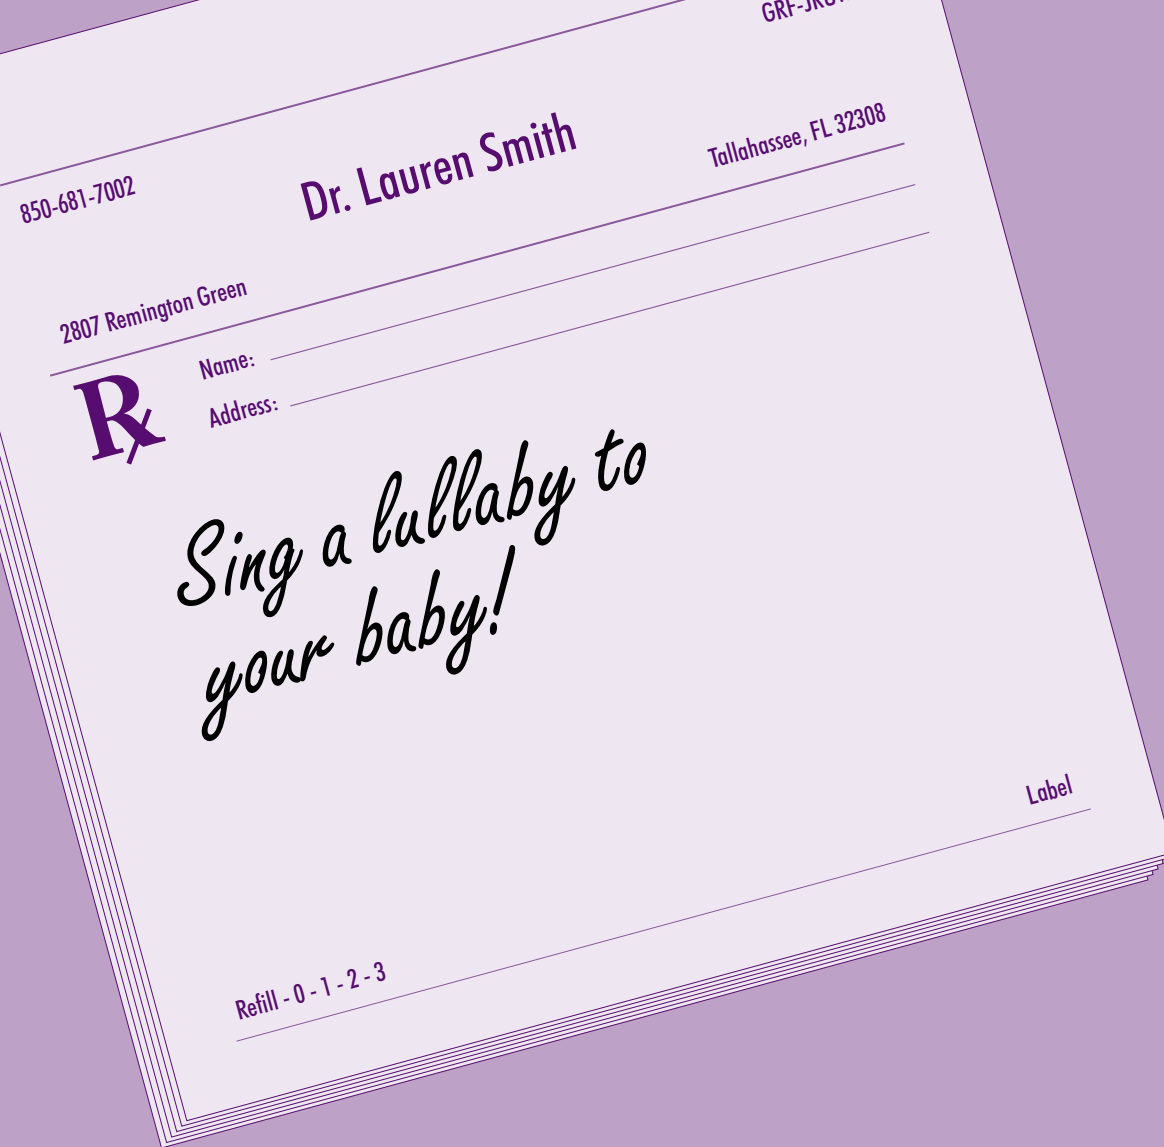 850-681-7002
Dr. Lauren Smith
2807 Remington Green
Tallahassee, FL 32308
Rx
Name:
Address:
Sing a lullaby to
your baby!
Label
Refill - 0 - 1 - 2 - 3